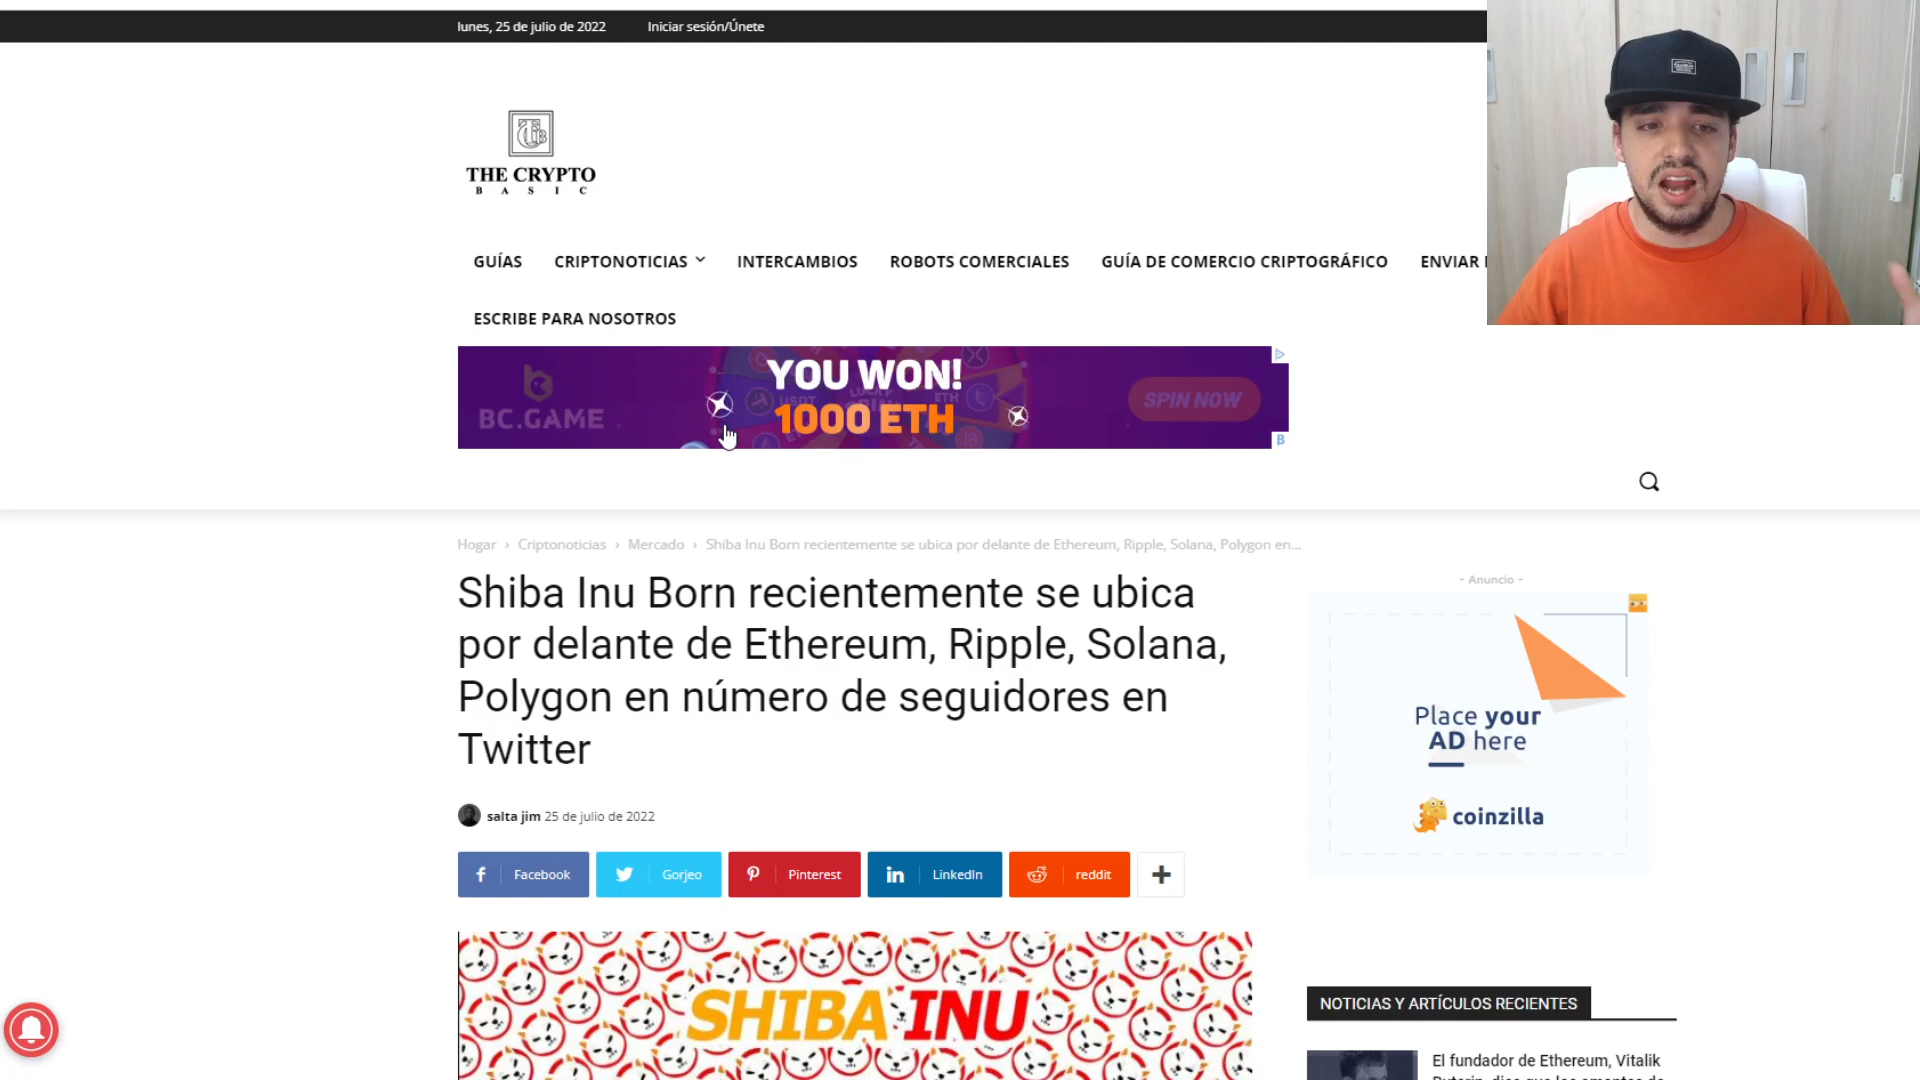 lunes, 25 de julio de 2022 Iniciar sesión/Únete
THE CRYPTO
BASIC
GUÍAS CRIPTONOTICIAS INTERCAMBIOS ROBOTS COMERCIALES GUÍA DE COMERCIO CRIPTOGRÁFICO ENVIAR
ESCRIBE PARA NOSOTROS
BC.GAME
YOU WON!
1000 ETH
SPIN NOW
Hogar › Criptonoticias › Mercado › Shiba Inu Born recientemente se ubica por delante de Ethereum, Ripple, Solana, Polygon en...
Shiba Inu Born recientemente se ubica
por delante de Ethereum, Ripple, Solana,
Polygon en número de seguidores en
Twitter
salta jim 25 de julio de 2022
Facebook Gorjeo Pinterest LinkedIn reddit
SHIBA INU
- Anuncio -
Place your
AD here
coinzilla
NOTICIAS Y ARTÍCULOS RECIENTES
El fundador de Ethereum, Vitalik